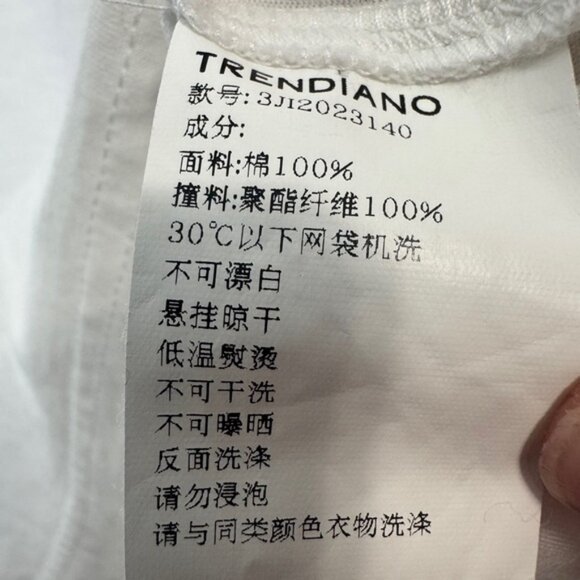 TRENDIANO
款号:3JI2023140
成分:
面料:棉100%
撞料:聚酯纤维100%
30℃以下网袋机洗
不可漂白
悬挂晾干
低温熨烫
不可干洗
不可曝晒
反面洗涤
请勿浸泡
请与同类颜色衣物洗涤